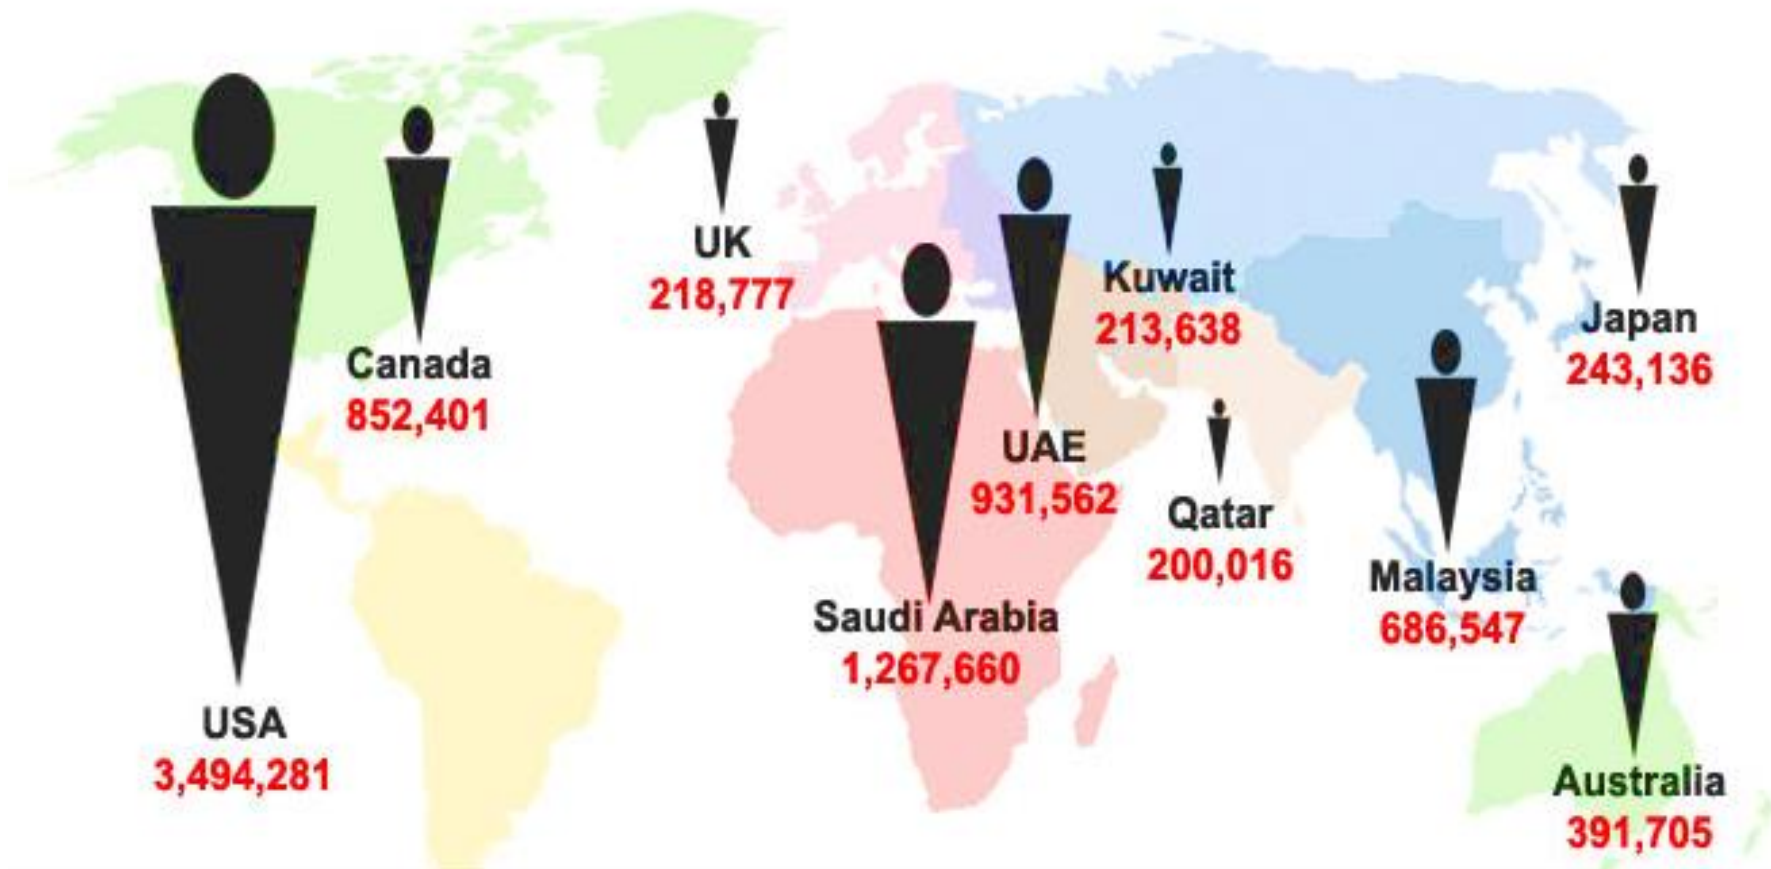 USA
3,494,281
Canada
852,401
UK
218,777
Saudi Arabia
1,267,660
UAE
931,562
Kuwait
213,638
Qatar
200,016
Malaysia
686,547
Japan
243,136
Australia
391,705